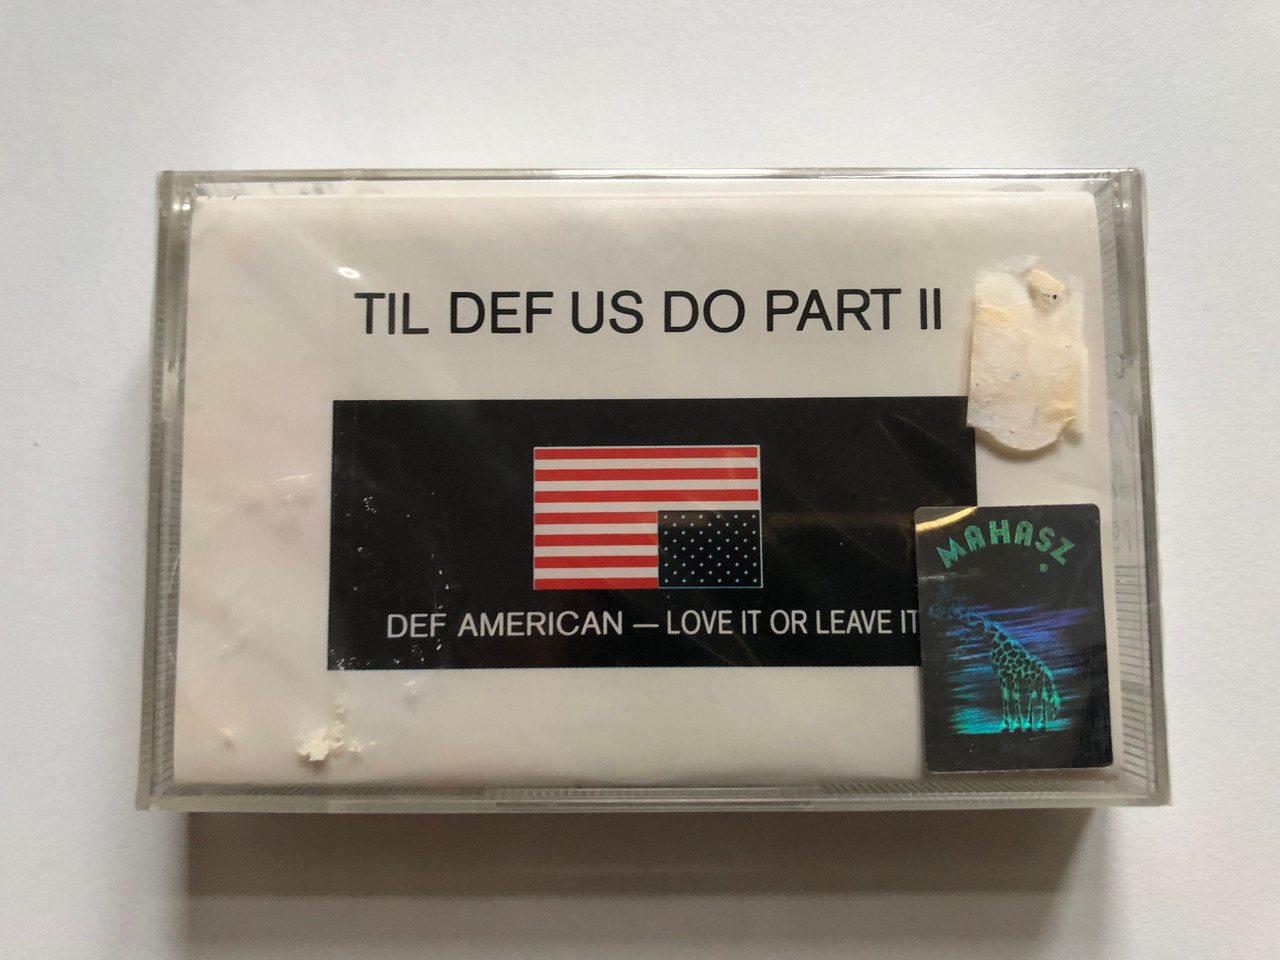 TIL DEF US DO PART II
DEF AMERICAN — LOVE IT OR LEAVE IT
MAHASZ
®